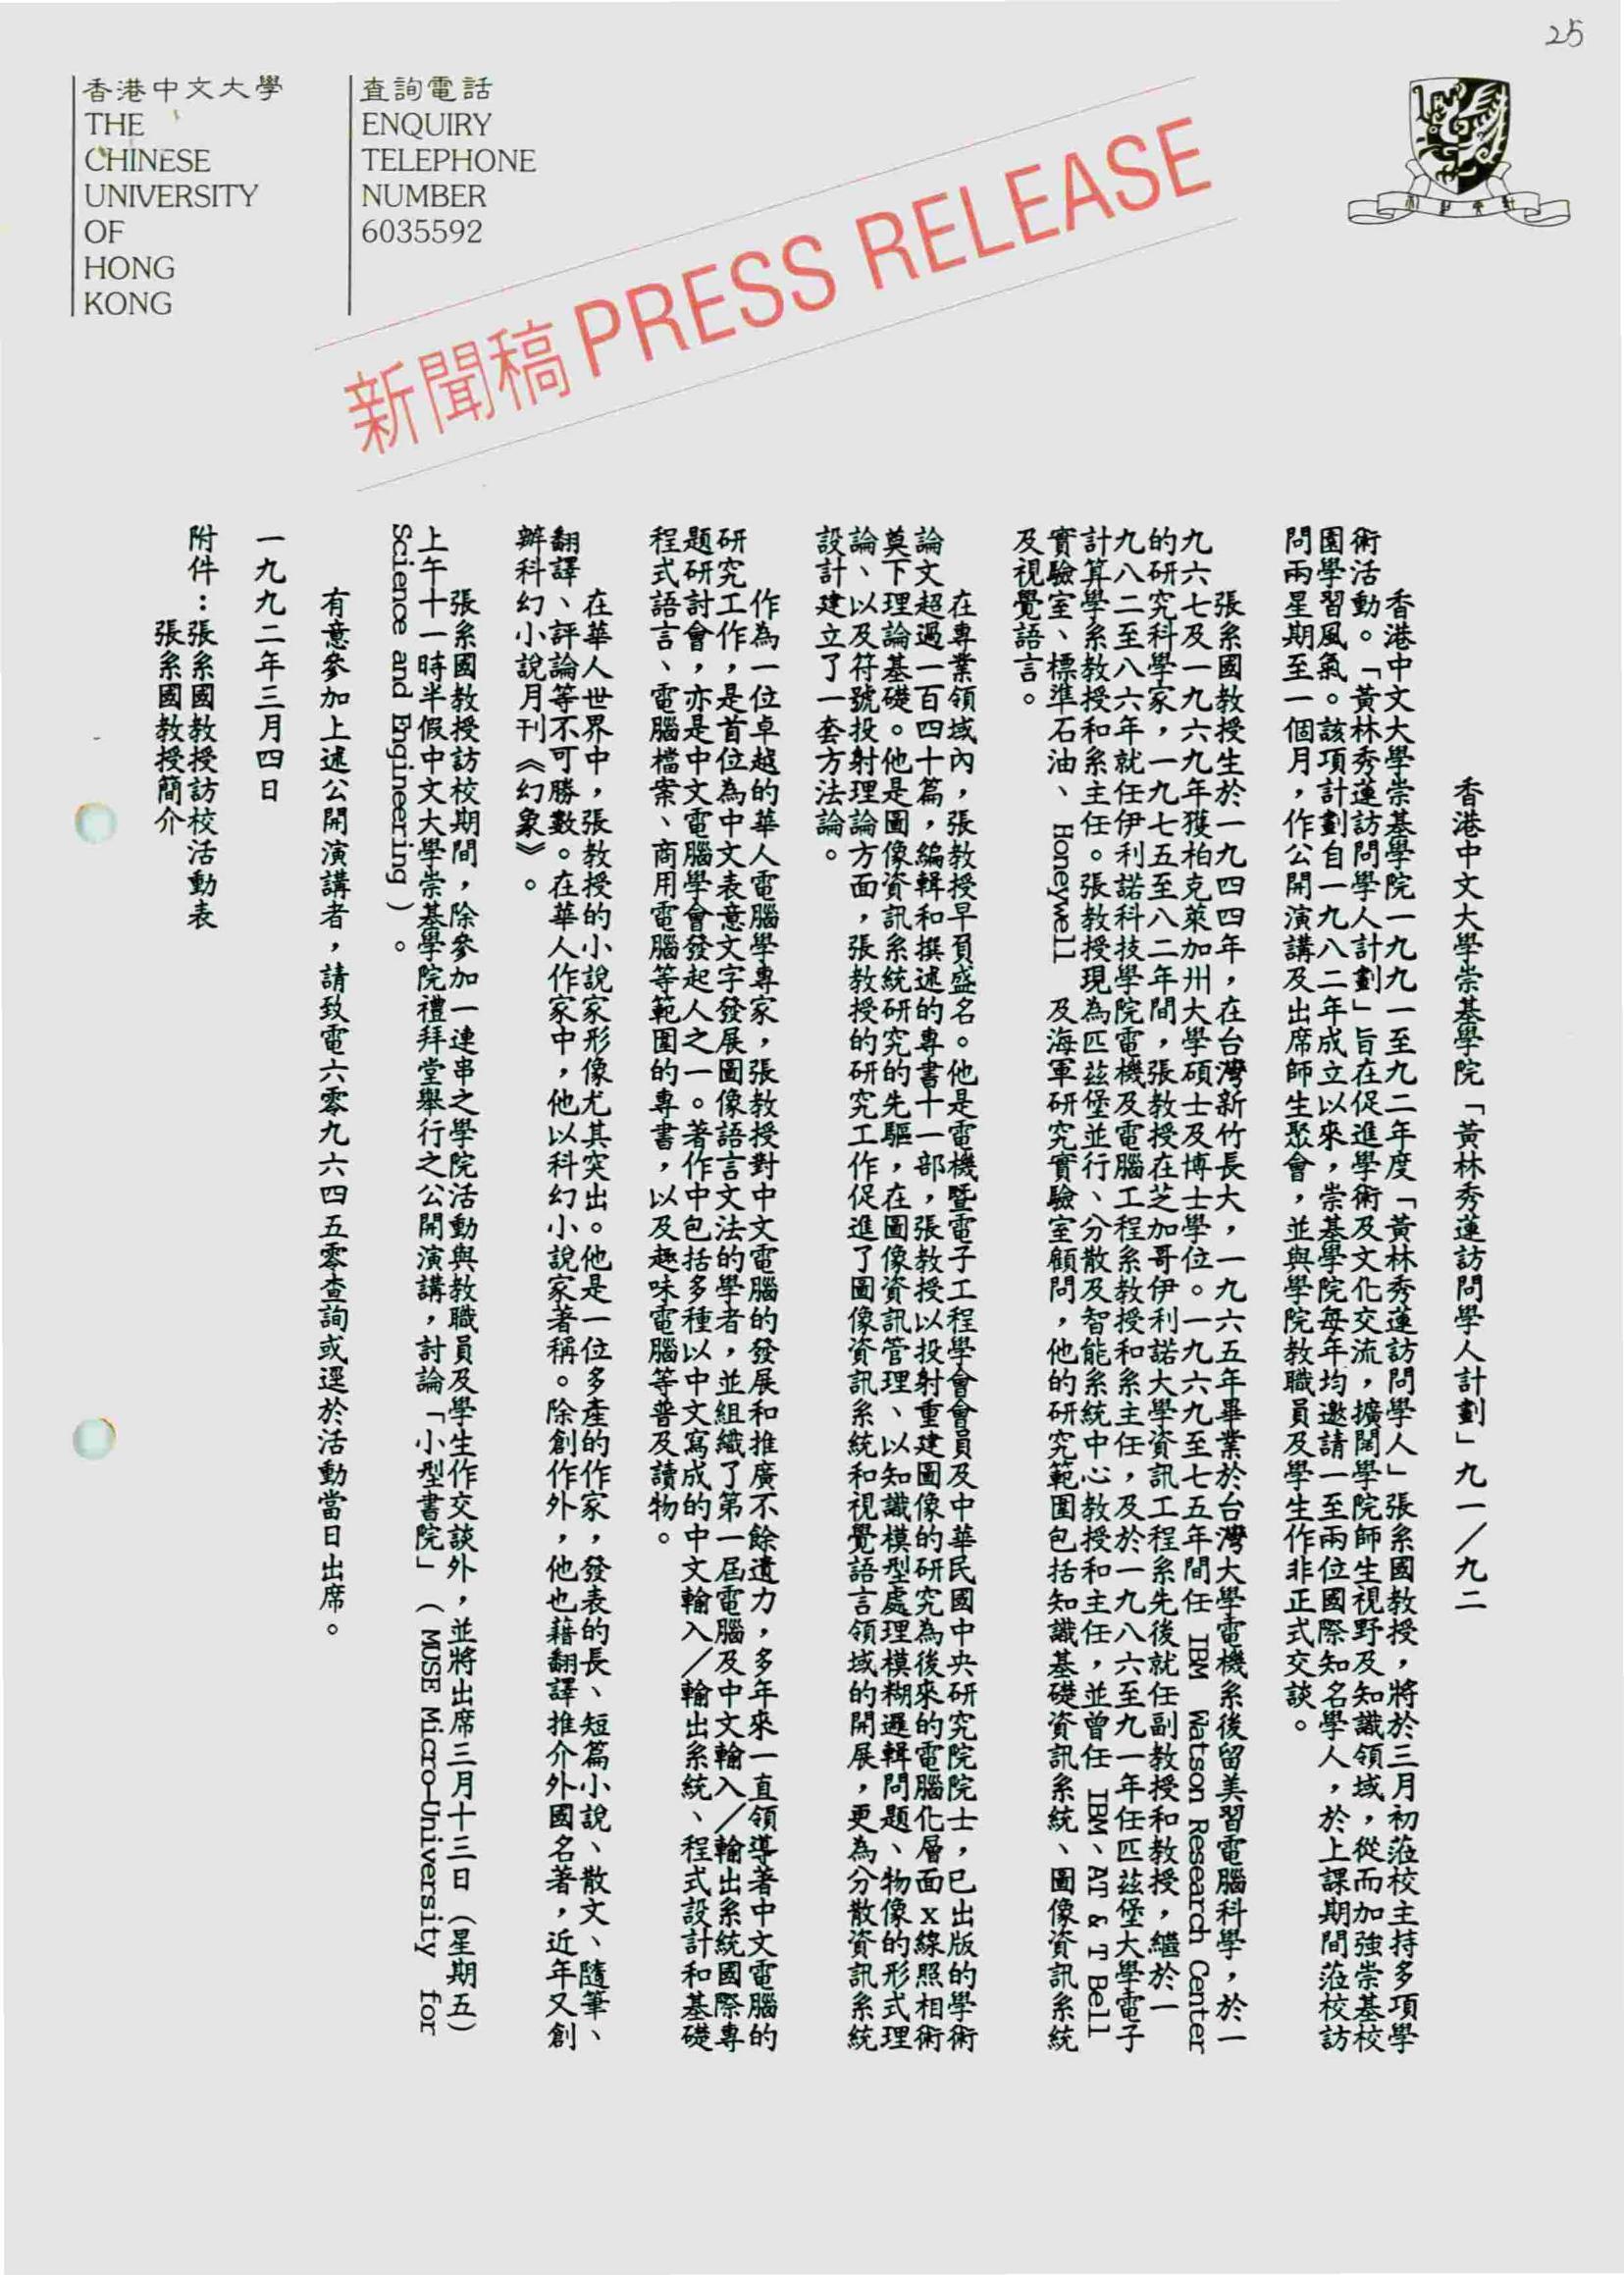 25
香港中文大學
THE
CHINESE
UNIVERSITY
OF
HONG
KONG
查詢電話
ENQUIRY
TELEPHONE
NUMBER
6035592
新聞稿 PRESS RELEASE
香港中文大學崇基學院「黃林秀蓮訪問學人計劃」九一／九二
香港中文大學崇基學院一九九一至九二年度「黃林秀蓮訪問學人」張系國教授，將於三月初蒞校主持多項學
術活動。「黃林秀蓮訪問學人計劃」旨在促進學術及文化交流，擴闊學院師生視野及知識領域，從而加強崇基校
園學習風氣。該項計劃自一九八二年成立以來，崇基學院每年均邀請一至兩位國際知名學人，於上課期間蒞校訪
問兩星期至一個月，作公開演講及出席師生聚會，並與學院教職員及學生作非正式交談。
張系國教授生於一九四四年，在台灣新竹長大，一九六五年畢業於台灣大學電機系後留美習電腦科學，於一
九六七及一九六九年獲柏克萊加州大學碩士及博士學位。一九六九至七五年間任 IBM Watson Research Center
的研究科學家，一九七五至八二年間，張教授在芝加哥伊利諾大學資訊工程系先後就任副教授和教授，繼於一
九八二至八六年就任伊利諾科技學院電機及電腦工程系教授和系主任，及於一九八六至九一年任匹茲堡大學電子
計算學系教授和系主任。張教授現為匹茲堡並行、分散及智能系統中心教授和主任，並曾任 IBM、AT & T Bell
實驗室、標準石油、 Honeywell 及海軍研究實驗室顧問，他的研究範圍包括知識基礎資訊系統、圖像資訊系統
及視覺語言。
在專業領域內，張教授早負盛名。他是電機暨電子工程學會會員及中華民國中央研究院院士，已出版的學術
論文超過一百四十篇，編輯和撰述的專書十一部，張教授以投射重建圖像的研究為後來的電腦化層面x線照相術
奠下理論基礎。他是圖像資訊系統研究的先驅，在圖像資訊管理、以知識模型處理模糊邏輯問題、物像的形式理
論、以及符號投射理論方面，張教授的研究工作促進了圖像資訊系統和視覺語言領域的開展，更為分散資訊系統
設計建立了一套方法論。
作為一位卓越的華人電腦學專家，張教授對中文電腦的發展和推廣不餘遺力，多年來一直領導著中文電腦的
研究工作，是首位為中文表意文字發展圖像語言文法的學者，並組織了第一屆電腦及中文輸入／輸出系統國際專
題研討會，亦是中文電腦學會發起人之一。著作中包括多種以中文寫成的中文輸入／輸出系統、程式設計和基礎
程式語言、電腦檔案、商用電腦等範圍的專書，以及趣味電腦等普及讀物。
在華人世界中，張教授的小說家形像尤其突出。他是一位多產的作家，發表的長、短篇小說、散文、隨筆、
翻譯、評論等不可勝數。在華人作家中，他以科幻小說家著稱。除創作外，他也藉翻譯推介外國名著，近年又創
辦科幻小說月刊《幻象》。
張系國教授訪校期間，除參加一連串之學院活動與教職員及學生作交談外，並將出席三月十三日（星期五）
上午十一時半假中文大學崇基學院禮拜堂舉行之公開演講，討論「小型書院」（ MUSE Micro-University for
Science and Engineering ）。
有意參加上述公開演講者，請致電六零九六四五零查詢或逕於活動當日出席。
一九九二年三月四日
附件：張系國教授訪校活動表
張系國教授簡介